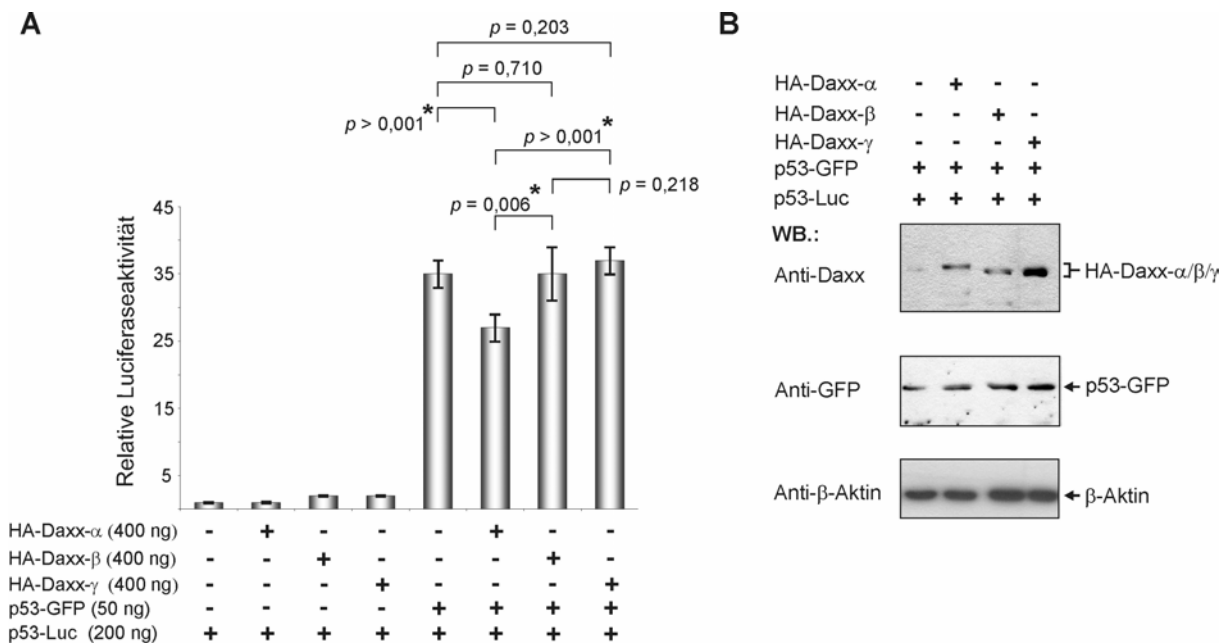 A
p = 0,203
p = 0,710
p > 0,001*
p > 0,001*
p = 0,218
p = 0,006*
Relative Luciferaseaktivität
45
35
25
15
5
HA-Daxx-α (400 ng) - + - - - + - -
HA-Daxx-β (400 ng) - - + - - - + -
HA-Daxx-γ (400 ng) - - - + - - - +
p53-GFP (50 ng) - - - - + + + +
p53-Luc (200 ng) + + + + + + + +
B
HA-Daxx-α - + - -
HA-Daxx-β - - + -
HA-Daxx-γ - - - +
p53-GFP + + + +
p53-Luc + + + +
WB.:
Anti-Daxx HA-Daxx-α/β/γ
Anti-GFP p53-GFP
Anti-β-Aktin β-Aktin